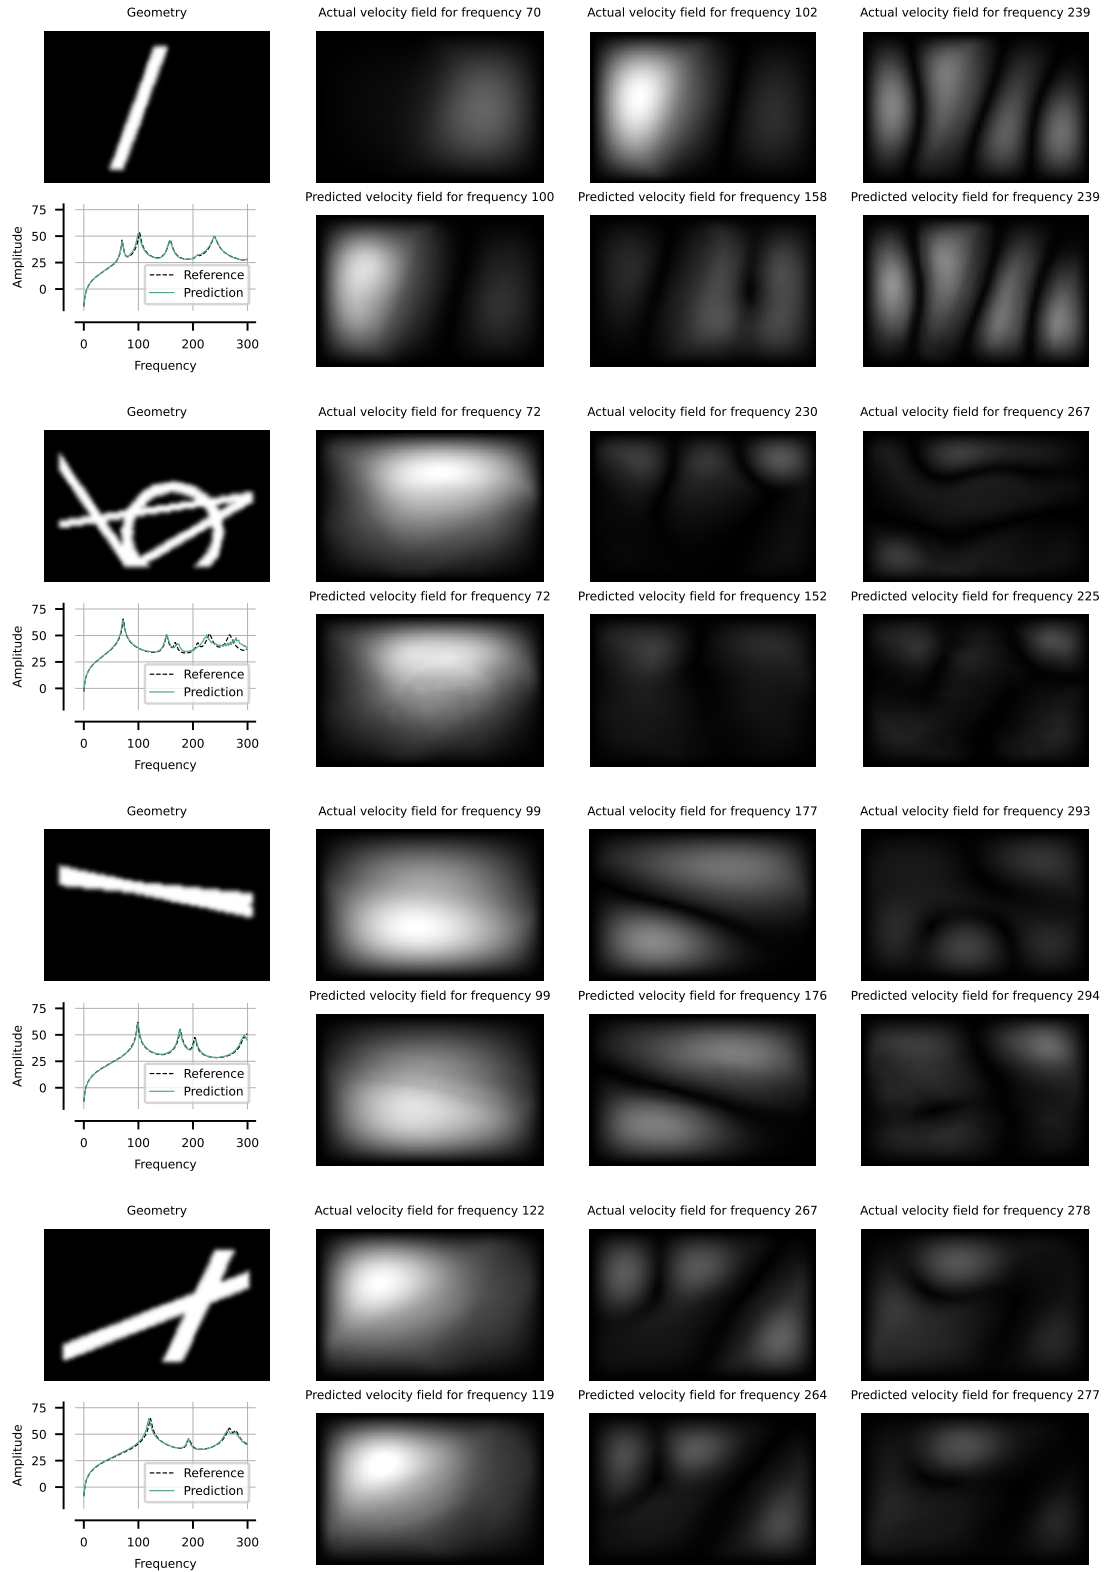 Geometry
Actual velocity field for frequency 70
Actual velocity field for frequency 102
Actual velocity field for frequency 239
Predicted velocity field for frequency 100
Predicted velocity field for frequency 158
Predicted velocity field for frequency 239
75
50
25
0
Amplitude
Reference
Prediction
0 100 200 300
Frequency
Geometry
Actual velocity field for frequency 72
Actual velocity field for frequency 230
Actual velocity field for frequency 267
Predicted velocity field for frequency 72
Predicted velocity field for frequency 152
Predicted velocity field for frequency 225
75
50
25
0
Amplitude
Reference
Prediction
0 100 200 300
Frequency
Geometry
Actual velocity field for frequency 99
Actual velocity field for frequency 177
Actual velocity field for frequency 293
Predicted velocity field for frequency 99
Predicted velocity field for frequency 176
Predicted velocity field for frequency 294
75
50
25
0
Amplitude
Reference
Prediction
0 100 200 300
Frequency
Geometry
Actual velocity field for frequency 122
Actual velocity field for frequency 267
Actual velocity field for frequency 278
Predicted velocity field for frequency 119
Predicted velocity field for frequency 264
Predicted velocity field for frequency 277
75
50
25
0
Amplitude
Reference
Prediction
0 100 200 300
Frequency